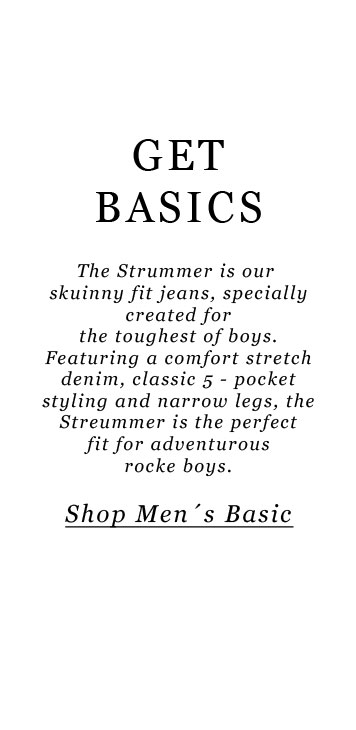 GET
BASICS
The Strummer is our
skuinny fit jeans, specially
created for
the toughest of boys.
Featuring a comfort stretch
denim, classic 5 - pocket
styling and narrow legs, the
Streummer is the perfect
fit for adventurous
rocke boys.
Shop Men´s Basic